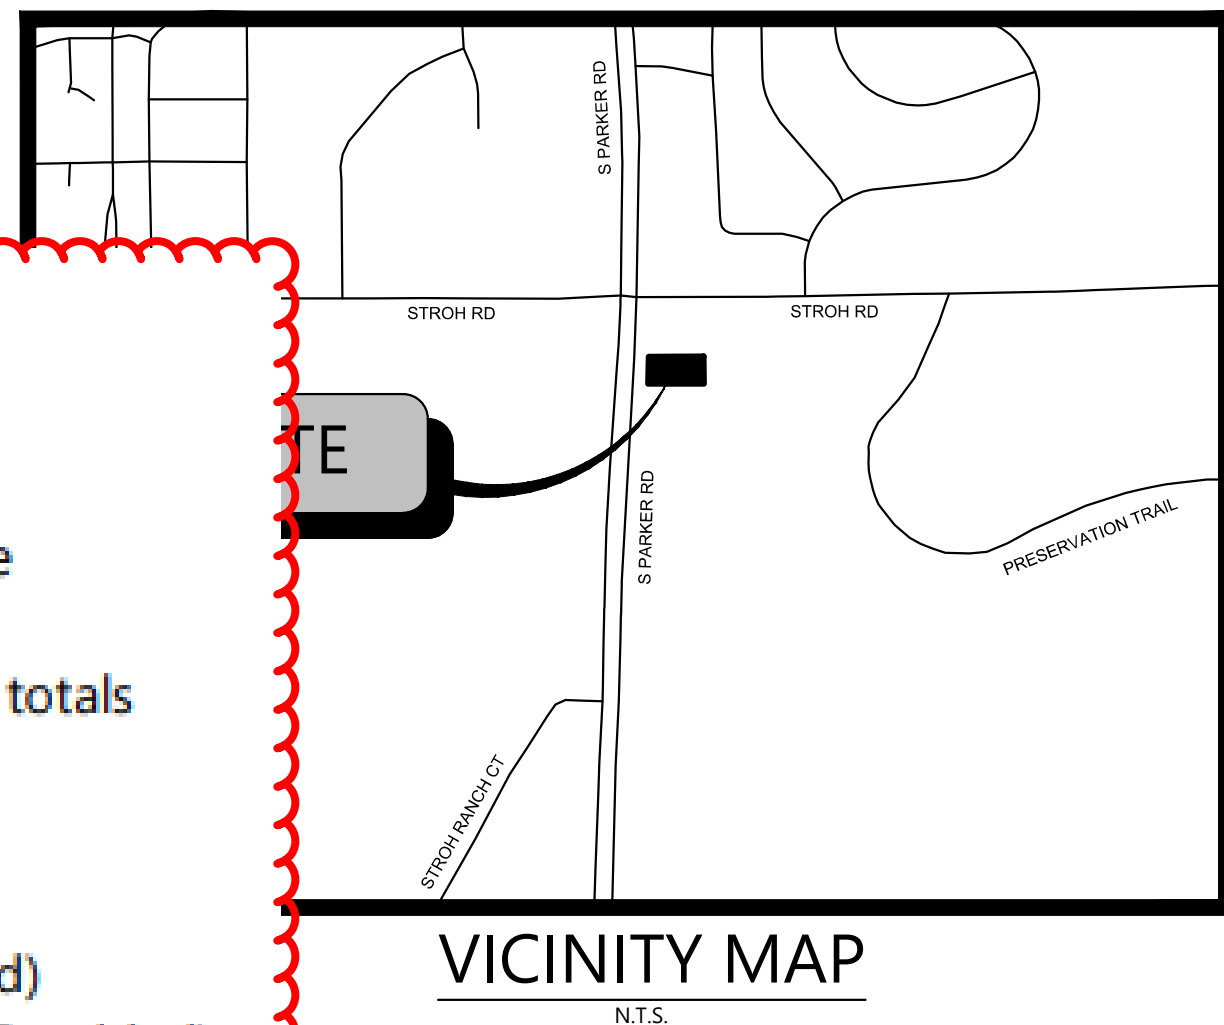 S PARKER RD
STROH RD
STROH RD
TE
S PARKER RD
PRESERVATION TRAIL
e
totals
STROH RANCH CT
d)
VICINITY MAP
N.T.S.